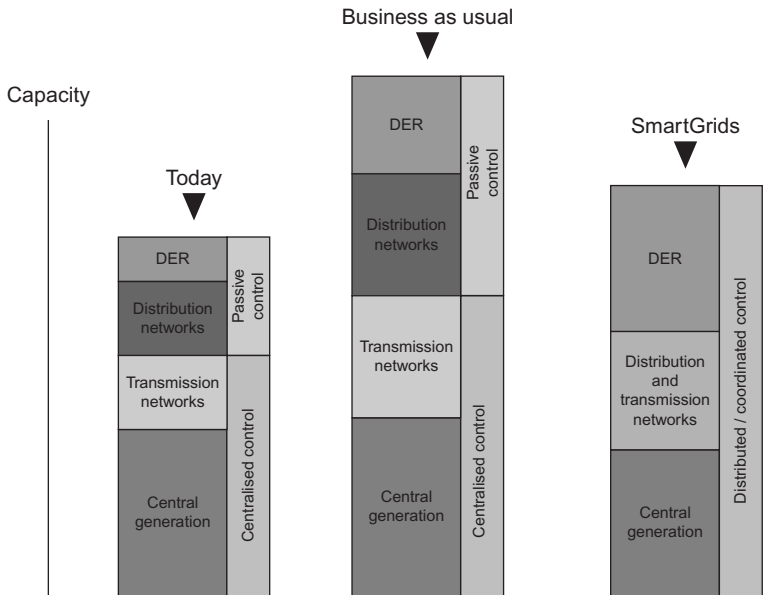 Business as usual
Capacity
SmartGrids
Today
DER
Distribution
networks
Transmission
networks
Central
generation
Passive
control
Centralised control
DER
Distribution
networks
Transmission
networks
Central
generation
Passive
control
Centralised control
DER
Distribution
and
transmission
networks
Central
generation
Distributed / coordinated control